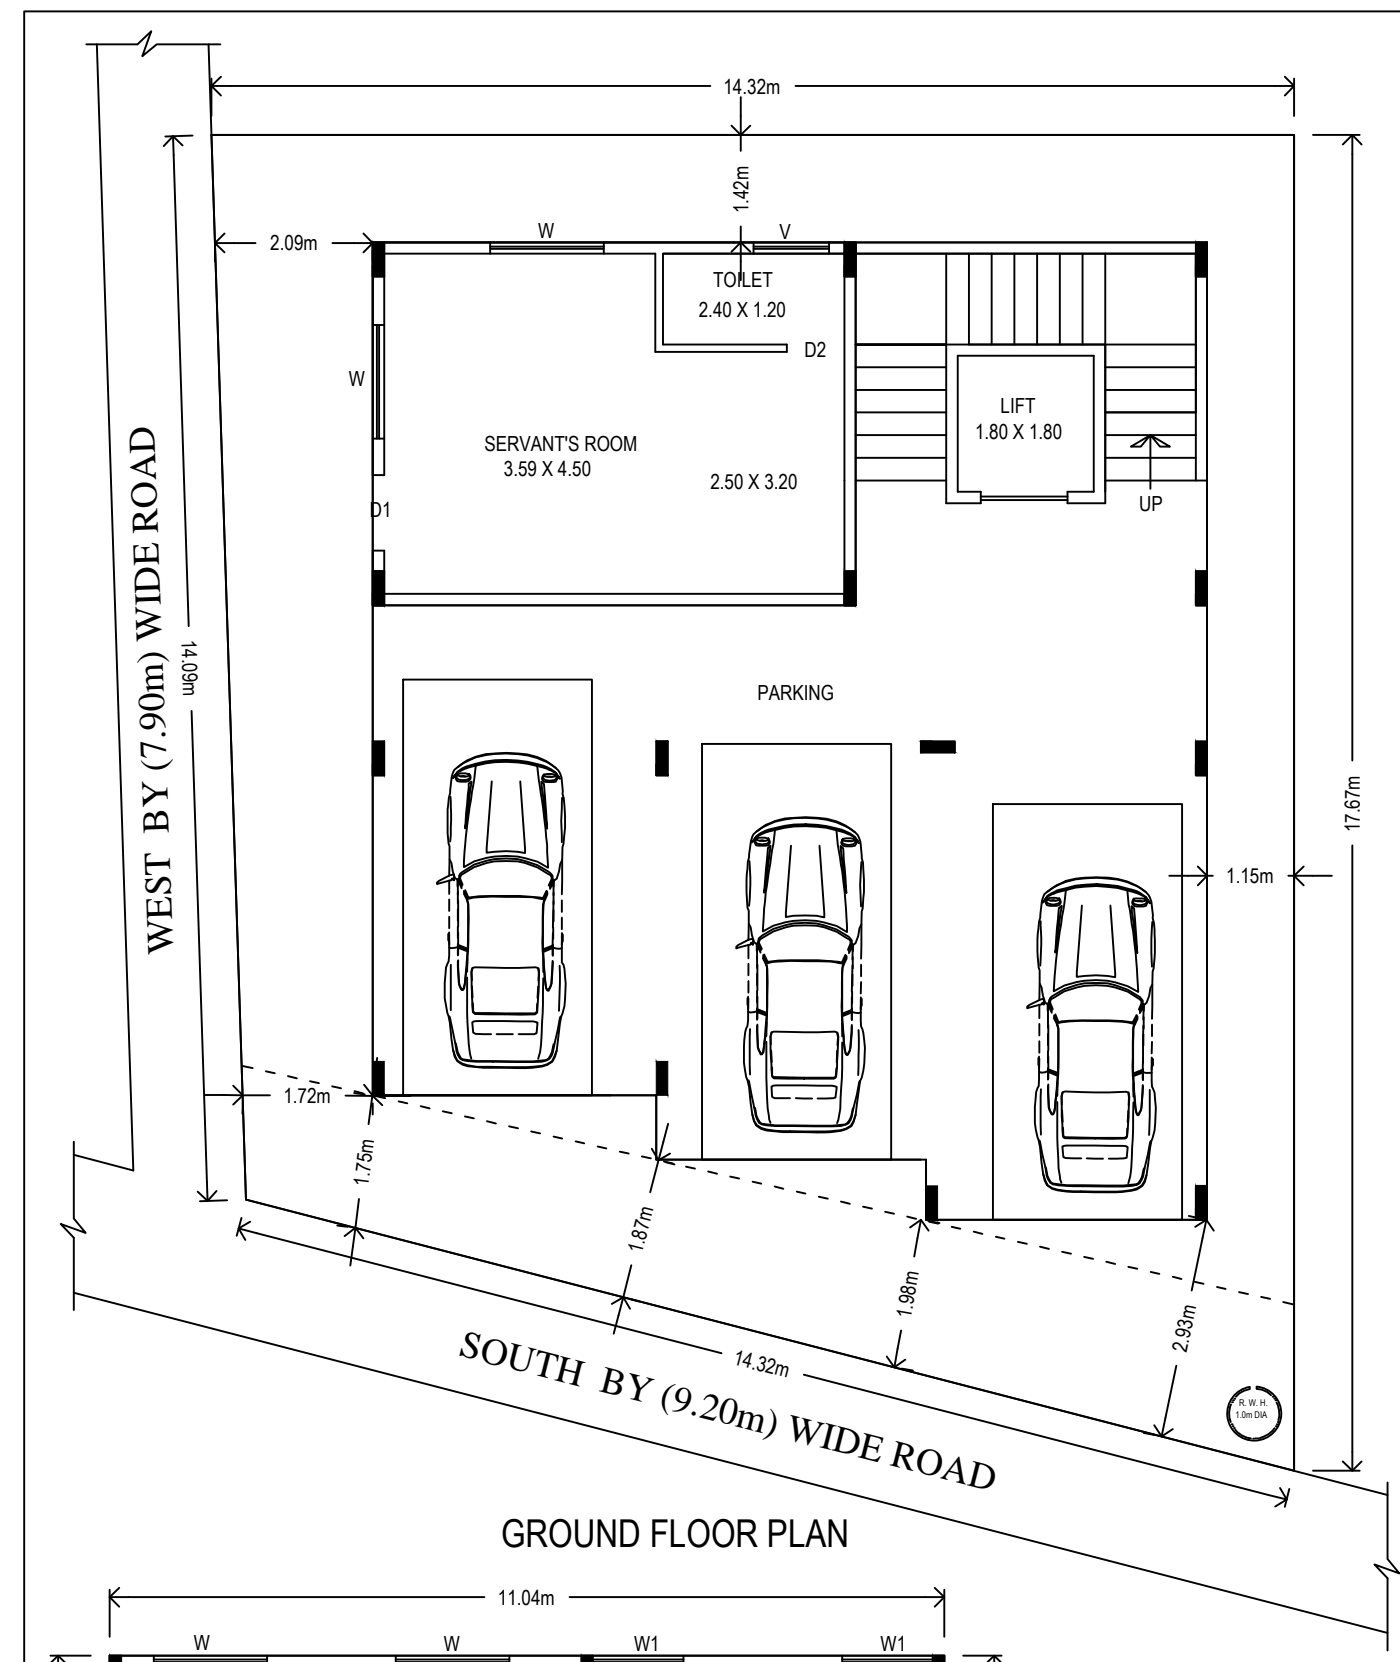 14.32m
1.42m
2.09m
W
V
TOILET
2.40 X 1.20
D2
W
LIFT
1.80 X 1.80
SERVANT'S ROOM
3.59 X 4.50
2.50 X 3.20
UP
D1
WEST BY (7.90m) WIDE ROAD
14.09m
PARKING
17.67m
1.15m
1.72m
1.75m
1.87m
1.98m
2.93m
14.32m
R. W. H.
1.0m DIA
SOUTH BY (9.20m) WIDE ROAD
GROUND FLOOR PLAN
11.04m
W
W
W1
W1